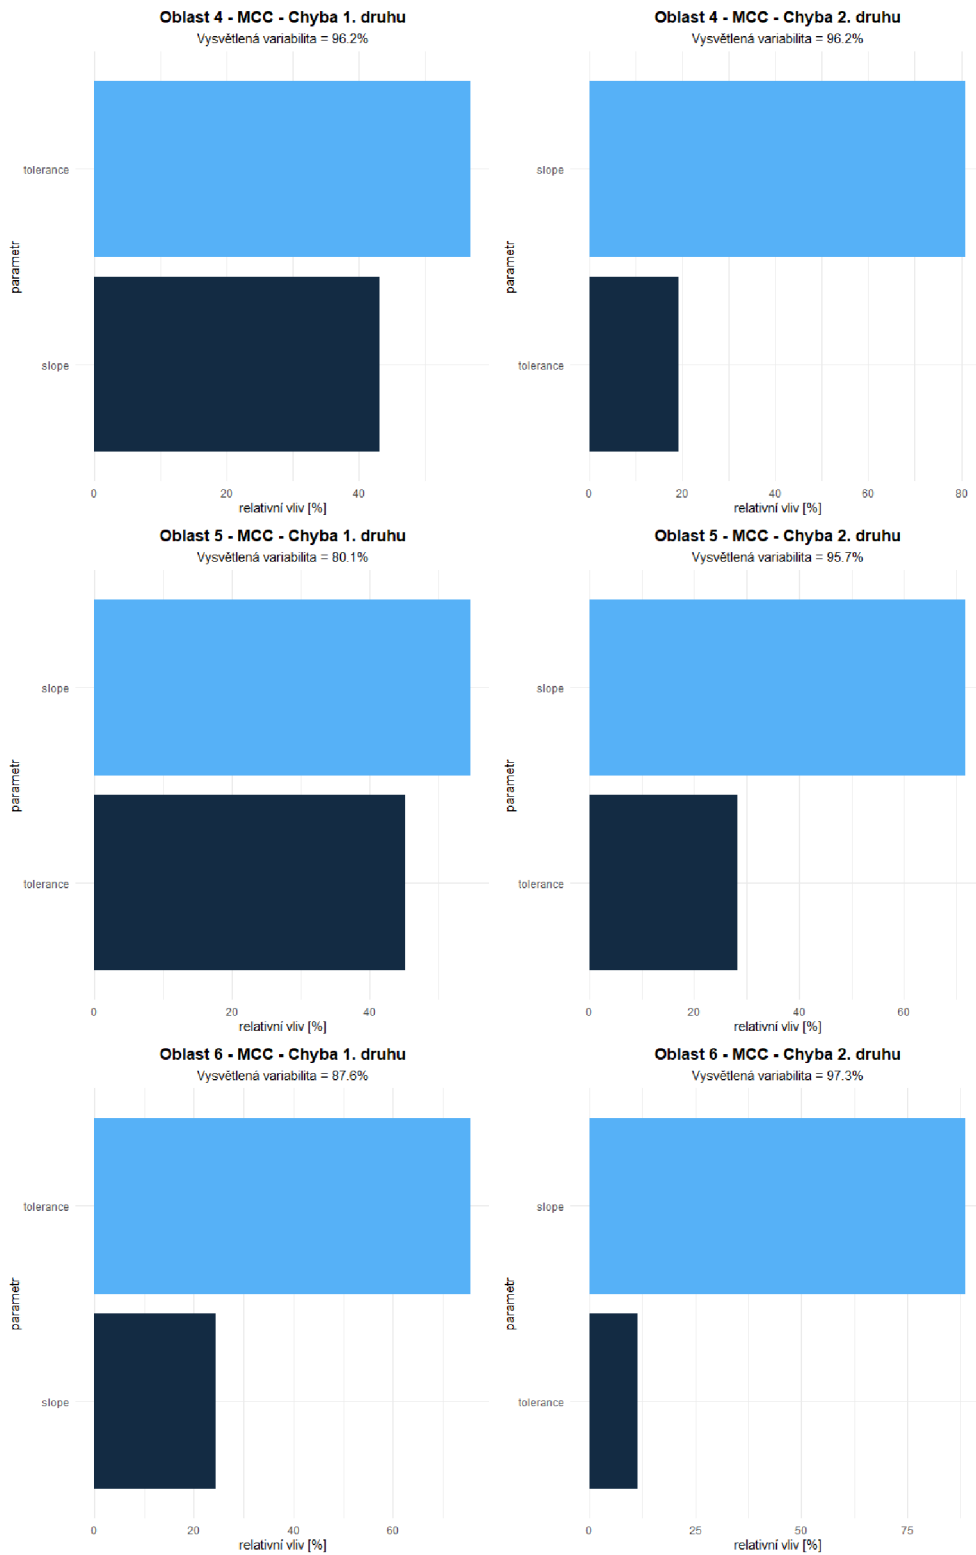 Oblast 4 - MCC - Chyba 1. druhu
Vysvětlená variabilita = 96.2%
parametr
tolerance
slope
0 20 40
relativní vliv [%]
Oblast 4 - MCC - Chyba 2. druhu
Vysvětlená variabilita = 96.2%
parametr
slope
tolerance
0 20 40 60 80
relativní vliv [%]
Oblast 5 - MCC - Chyba 1. druhu
Vysvětlená variabilita = 80.1%
parametr
slope
tolerance
0 20 40
relativní vliv [%]
Oblast 5 - MCC - Chyba 2. druhu
Vysvětlená variabilita = 95.7%
parametr
slope
tolerance
0 20 40 60
relativní vliv [%]
Oblast 6 - MCC - Chyba 1. druhu
Vysvětlená variabilita = 87.6%
parametr
tolerance
slope
0 20 40 60
relativní vliv [%]
Oblast 6 - MCC - Chyba 2. druhu
Vysvětlená variabilita = 97.3%
parametr
slope
tolerance
0 25 50 75
relativní vliv [%]